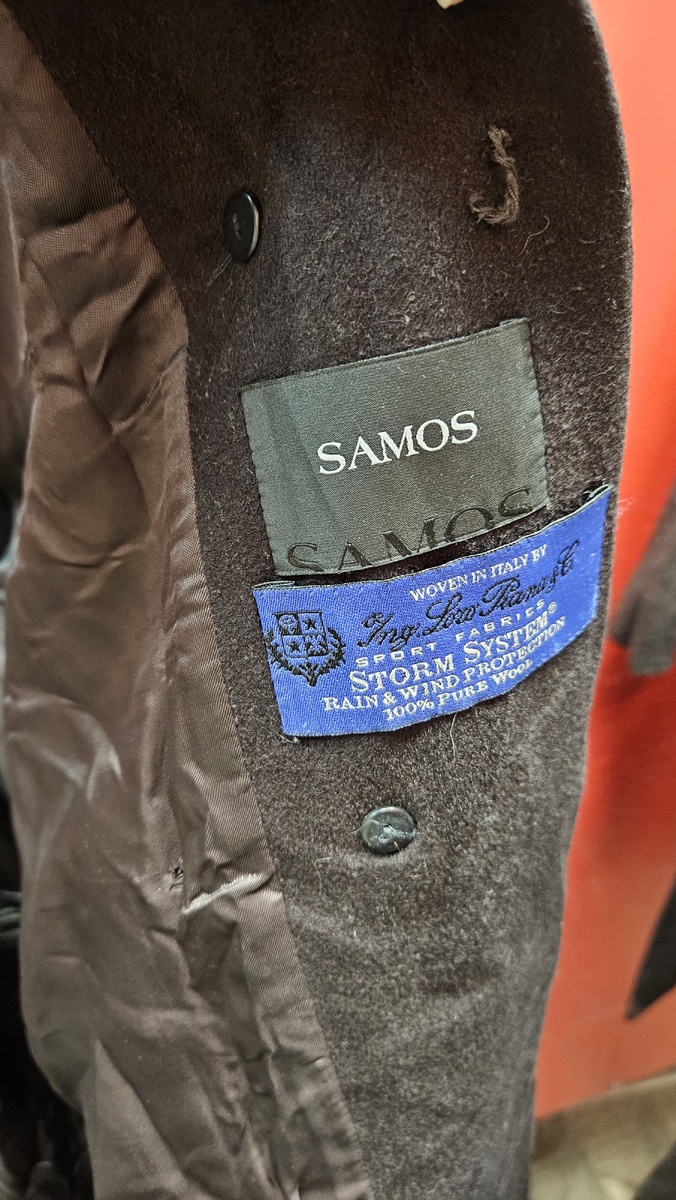 SAMOS
SAMOS
WOVEN IN ITALY BY
Ing. Loro Piana & C.
SPORT FABRICS
STORM SYSTEM®
RAIN & WIND PROTECTION
100% PURE WOOL